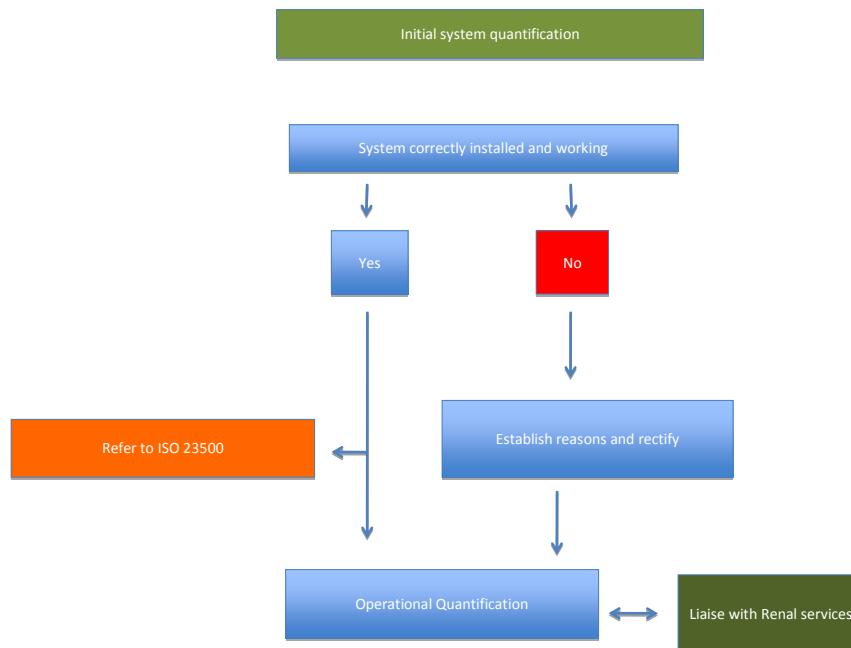 Initial system quantification
System correctly installed and working
Yes
No
Refer to ISO 23500
Establish reasons and rectify
Operational Quantification
Liaise with Renal services